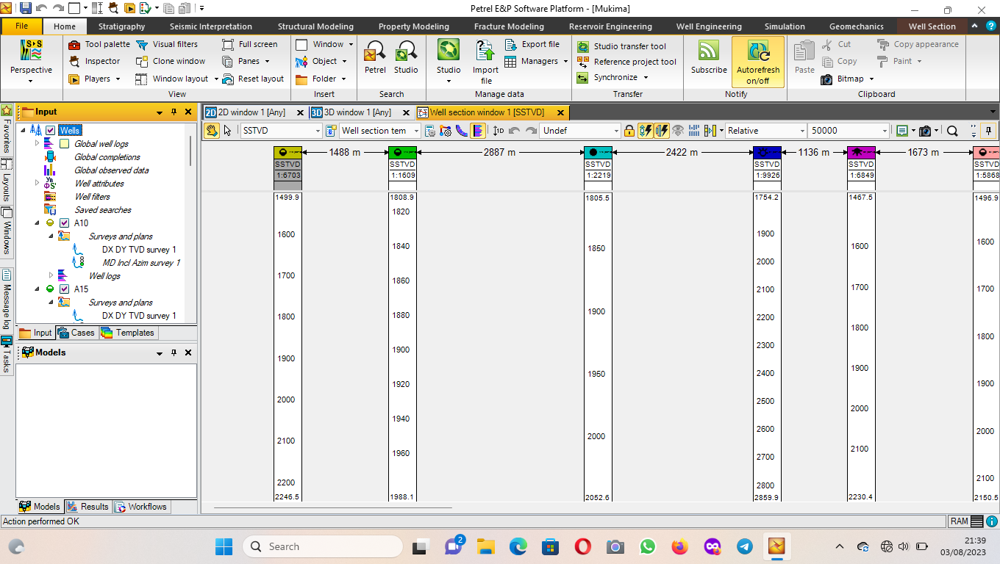 Petrel E&P Software Platform - [Mukima]
File Home Stratigraphy Seismic Interpretation Structural Modeling Property Modeling Fracture Modeling Reservoir Engineering Well Engineering Simulation Geomechanics Well Section
Perspective
Tool palette Visual filters Full screen
Inspector Clone window Panes
Players Window layout Reset layout
View
Window
Object
Folder
Insert
Petrel Studio
Search
Studio Import file
Export file
Managers
Manage data
Studio transfer tool
Reference project tool
Synchronize
Transfer
Subscribe Autorefresh on/off
Notify
Paste
Cut Copy appearance
Copy Paint
Bitmap
Clipboard
Favorites
Layouts
Windows
Message log
Tasks
Input
Wells
Global well logs
Global completions
Global observed data
Well attributes
Well filters
Saved searches
A10
Surveys and plans
DX DY TVD survey 1
MD Incl Azim survey 1
Well logs
A15
Surveys and plans
DX DY TVD survey 1
Input Cases Templates
Models
Models Results Workflows
2D 2D window 1 [Any] 3D 3D window 1 [Any] Well section window 1 [SSTVD]
SSTVD Well section tem Undef Relative 50000
1488 m 2887 m 2422 m 1136 m 1673 m
SSTVD SSTVD SSTVD SSTVD SSTVD SSTVD
1:6703 1:1609 1:2219 1:9926 1:6849 1:5868
1499.9 1808.9 1805.5 1754.2 1467.5 1496.9
1600
1700
1800
1900
2000
2100
2200
2246.5
1820
1840
1860
1880
1900
1920
1940
1960
1988.1
1850
1900
1950
2000
2052.6
1900
2000
2100
2200
2300
2400
2500
2600
2700
2800
2859.9
1600
1700
1800
1900
2000
2100
2230.4
1600
1700
1800
1900
2000
2100
2150.5
Action performed OK
RAM
Search
2
21:39
03/08/2023